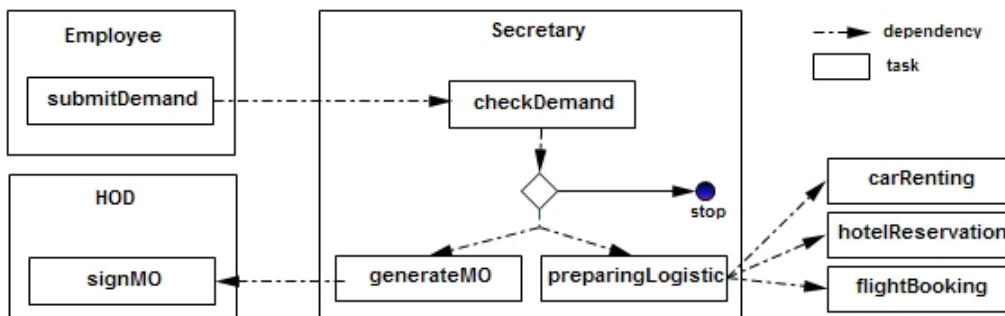 Employee
submitDemand
Secretary
checkDemand
stop
generateMO
preparingLogistic
HOD
signMO
dependency
task
carRenting
hotelReservation
flightBooking